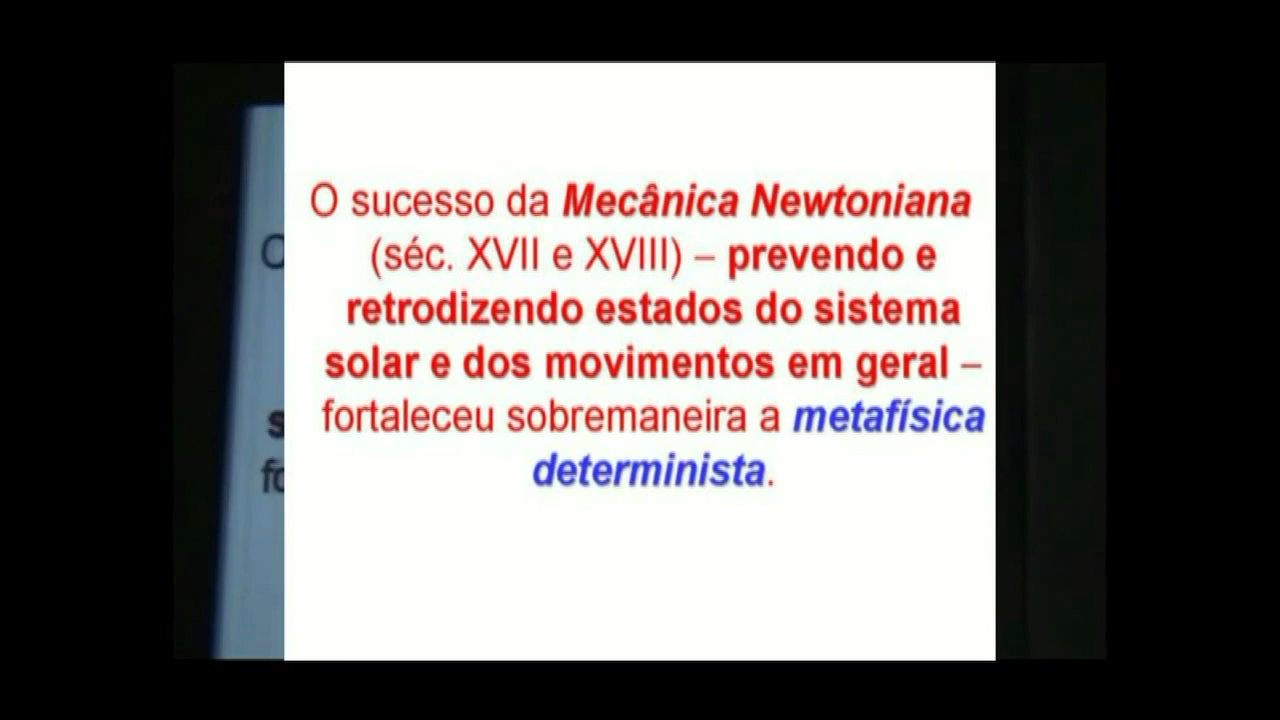 O sucesso da Mecânica Newtoniana
(séc. XVII e XVIII) – prevendo e
retrodizendo estados do sistema
solar e dos movimentos em geral –
fortaleceu sobremaneira a metafísica
determinista.